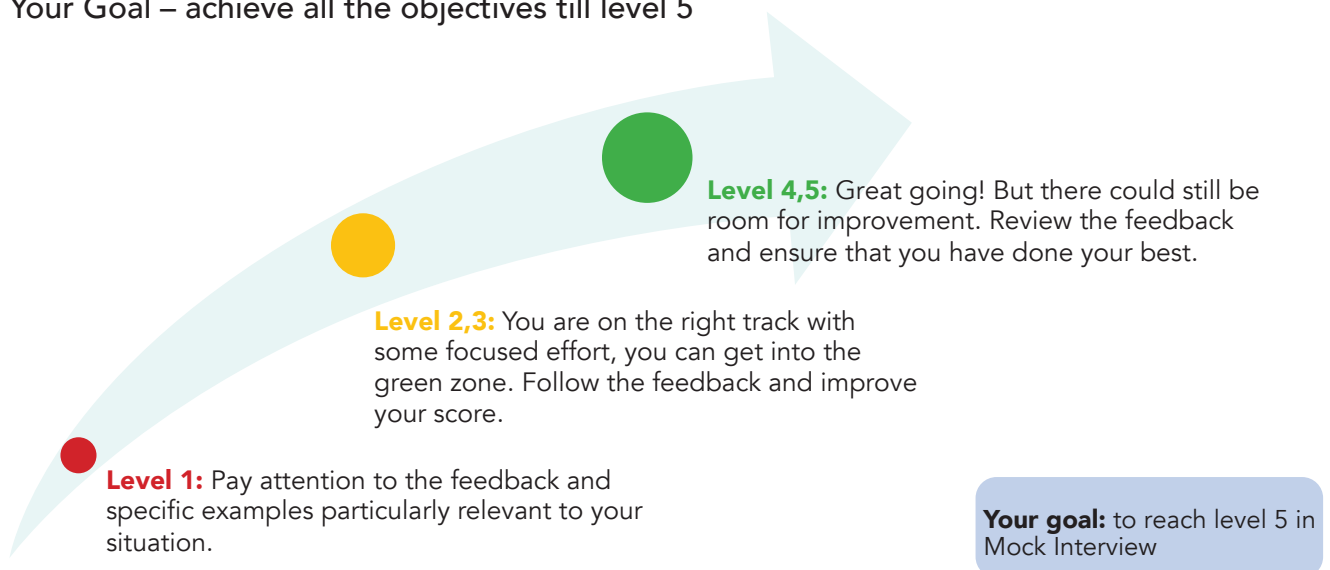 Your Goal – achieve all the objectives till level 5
Level 4,5: Great going! But there could still be
room for improvement. Review the feedback
and ensure that you have done your best.
Level 2,3: You are on the right track with
some focused effort, you can get into the
green zone. Follow the feedback and improve
your score.
Level 1: Pay attention to the feedback and
specific examples particularly relevant to your
situation.
Your goal: to reach level 5 in
Mock Interview